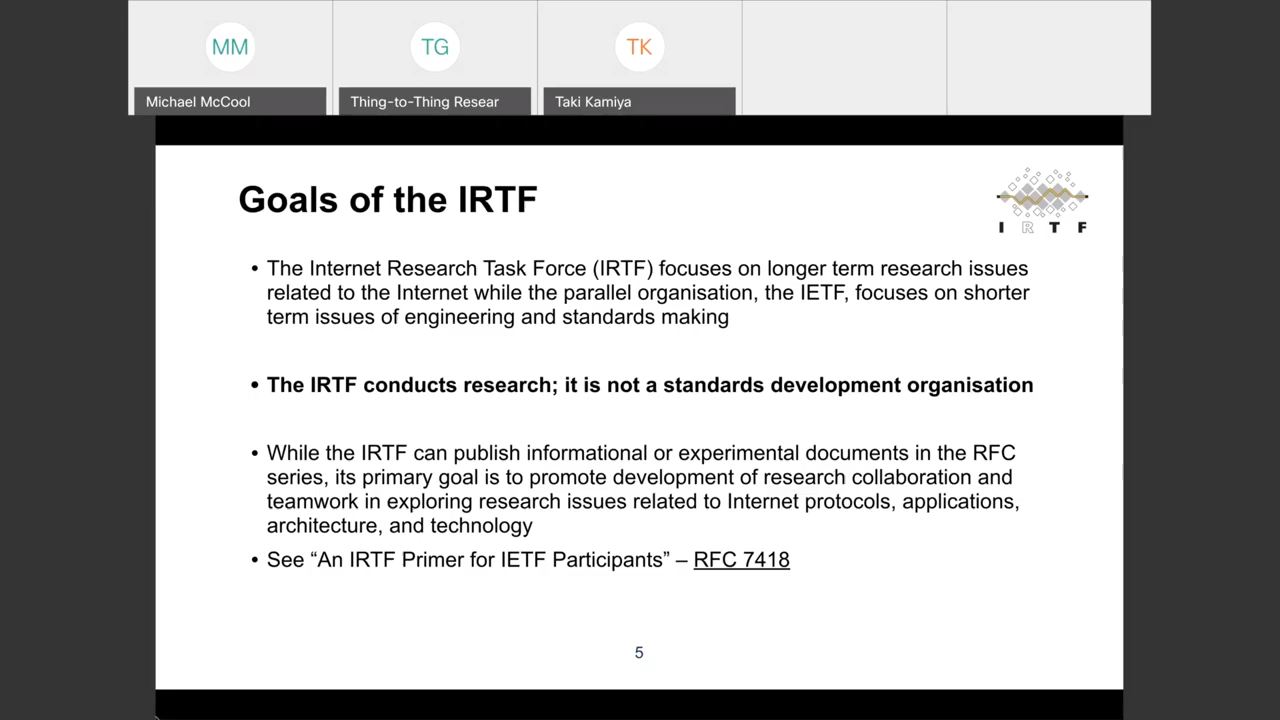 MM
TG
TK
Michael McCool
Thing-to-Thing Resear
Taki Kamiya
Goals of the IRTF
I R T F
• The Internet Research Task Force (IRTF) focuses on longer term research issues
related to the Internet while the parallel organisation, the IETF, focuses on shorter
term issues of engineering and standards making
• The IRTF conducts research; it is not a standards development organisation
• While the IRTF can publish informational or experimental documents in the RFC
series, its primary goal is to promote development of research collaboration and
teamwork in exploring research issues related to Internet protocols, applications,
architecture, and technology
• See “An IRTF Primer for IETF Participants” – RFC 7418
5